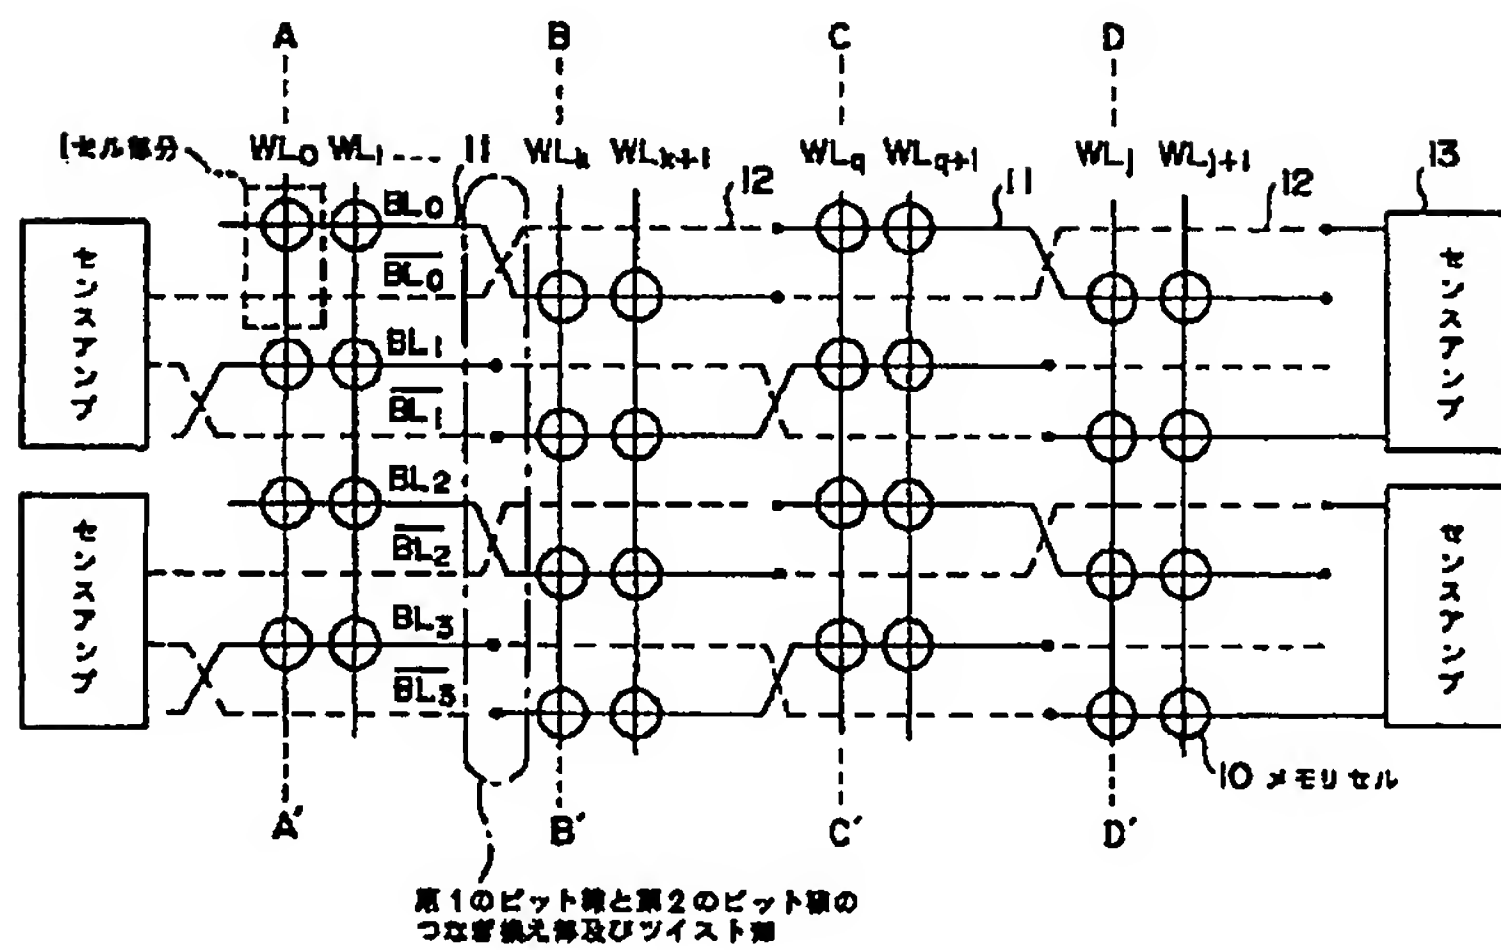 A B C D
1セル部分 WL0 WL1 ---- 11 WLk WLk+1 12 WLq WLq+1 11 WLj WLj+1 12 13
BL0
B̅L̅0̅
BL1
B̅L̅1̅
BL2
B̅L̅2̅
BL3
B̅L̅3̅
センスアンプ
センスアンプ
センスアンプ
センスアンプ
10 メモリセル
A' B' C' D'
第1のビット線と第2のビット線の
つなぎ換え部及びツイスト部